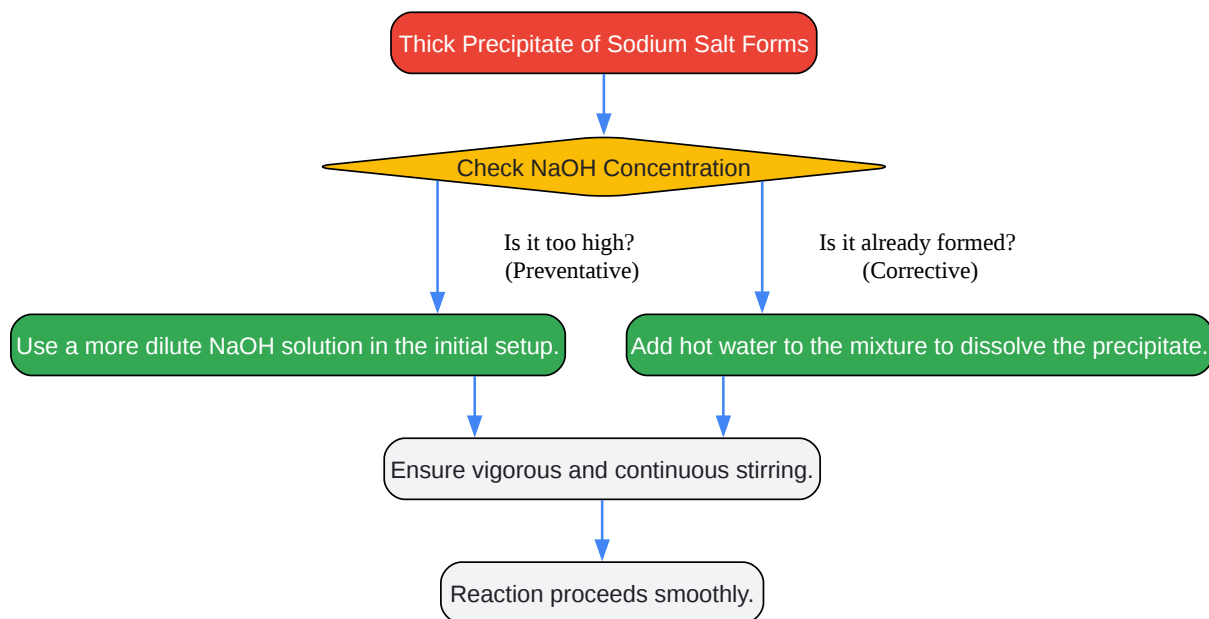 Thick Precipitate of Sodium Salt Forms
Check NaOH Concentration
Is it too high?
(Preventative)
Is it already formed?
(Corrective)
Use a more dilute NaOH solution in the initial setup.
Add hot water to the mixture to dissolve the precipitate.
Ensure vigorous and continuous stirring.
Reaction proceeds smoothly.